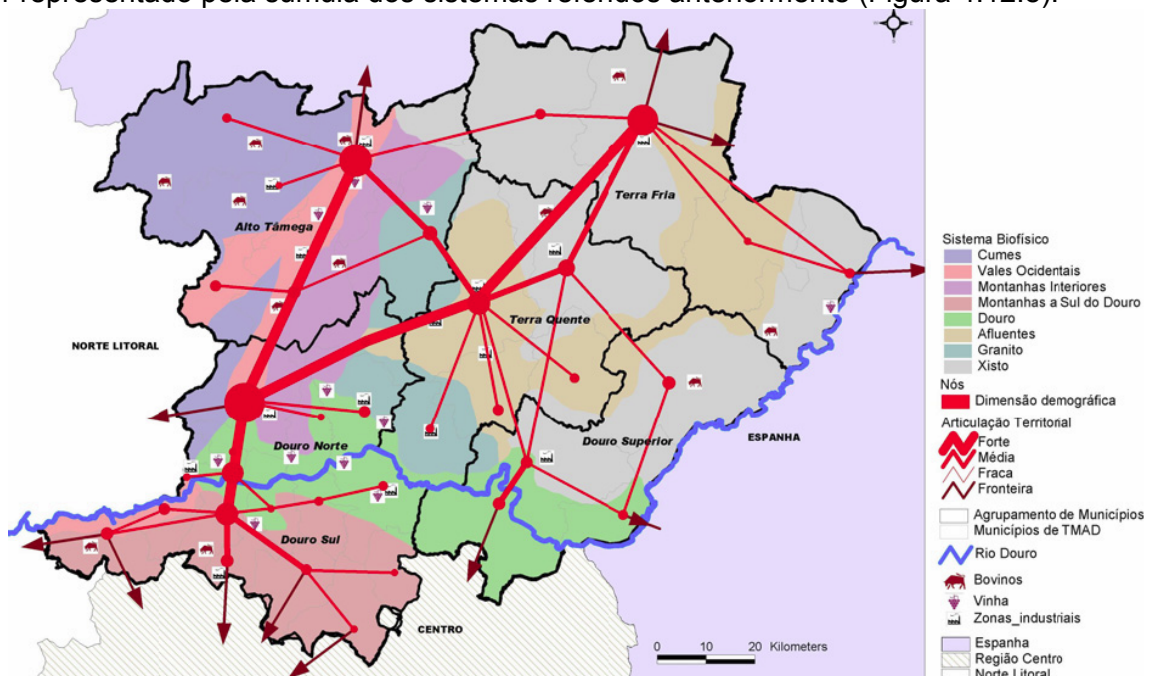 representado pela súmula dos sistemas referidos anteriormente (Figura 4.12.6).
Terra Fria
Alto Tâmega
Terra Quente
NORTE LITORAL
Douro Norte
Douro Superior
ESPANHA
Douro Sul
CENTRO
0 10 20 Kilometers
Sistema Biofísico
Cumes
Vales Ocidentais
Montanhas Interiores
Montanhas a Sul do Douro
Douro
Afluentes
Granito
Xisto
Nós
Dimensão demográfica
Articulação Territorial
Forte
Média
Fraca
Fronteira
Agrupamento de Municípios
Municípios de TMAD
Rio Douro
Bovinos
Vinha
Zonas_industriais
Espanha
Região Centro
Norte Litoral